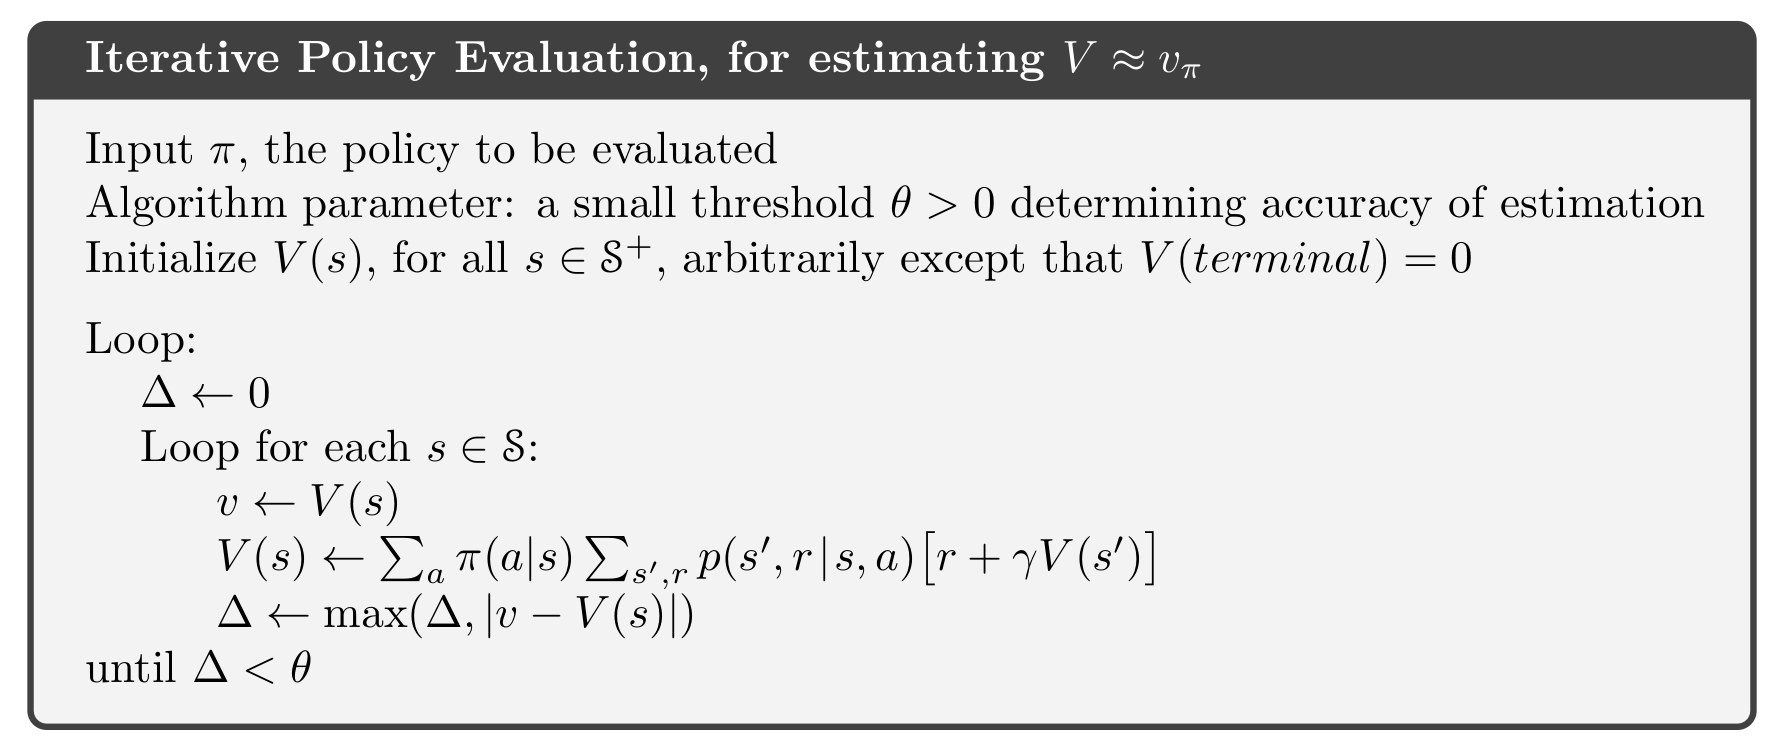 Iterative Policy Evaluation, for estimating V ≈ v_π
Input π, the policy to be evaluated
Algorithm parameter: a small threshold θ > 0 determining accuracy of estimation
Initialize V(s), for all s ∈ 𝒮⁺, arbitrarily except that V(terminal) = 0
Loop:
Δ ← 0
Loop for each s ∈ 𝒮:
v ← V(s)
V(s) ← ∑_a π(a|s) ∑_{s′,r} p(s′, r|s, a)[r + γV(s′)]
Δ ← max(Δ, |v − V(s)|)
until Δ < θ